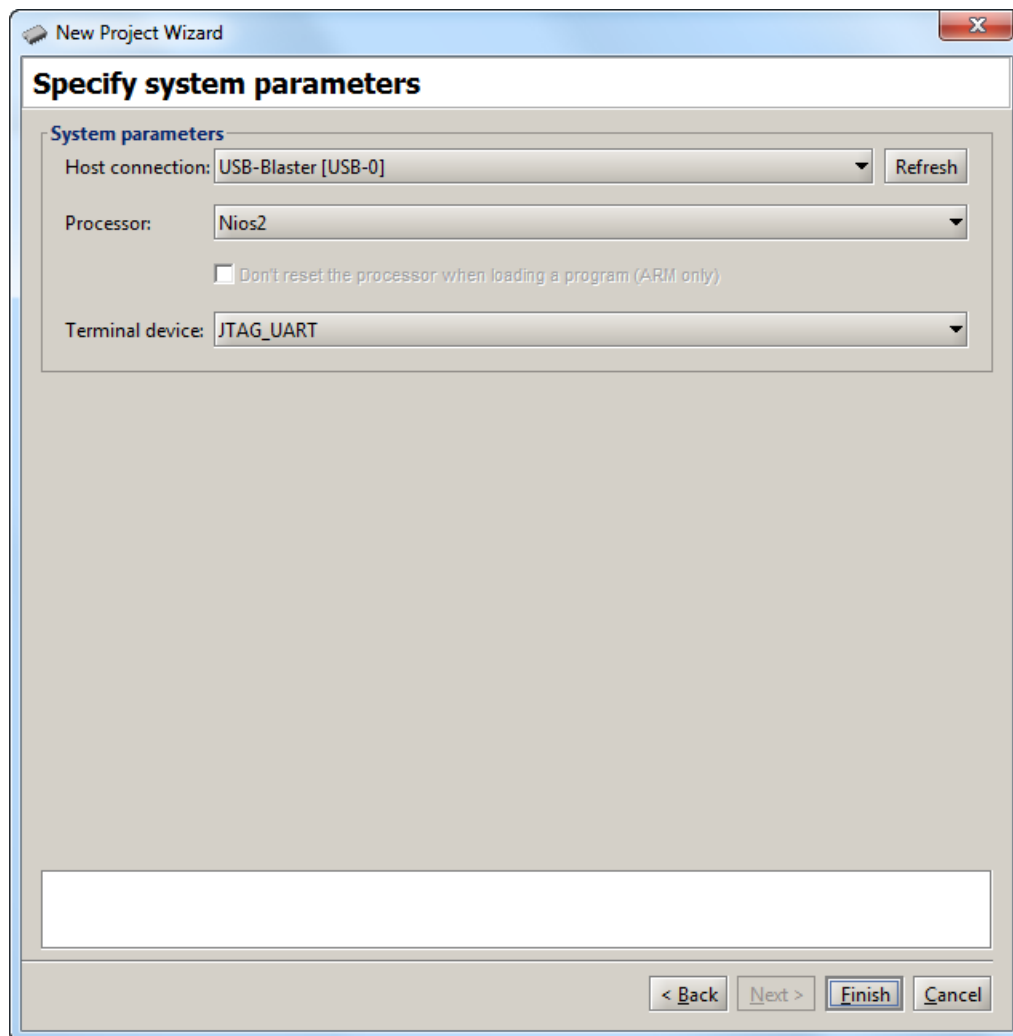 New Project Wizard
Specify system parameters
System parameters
Host connection: USB-Blaster [USB-0] Refresh
Processor: Nios2
Don't reset the processor when loading a program (ARM only)
Terminal device: JTAG_UART
< Back Next > Finish Cancel